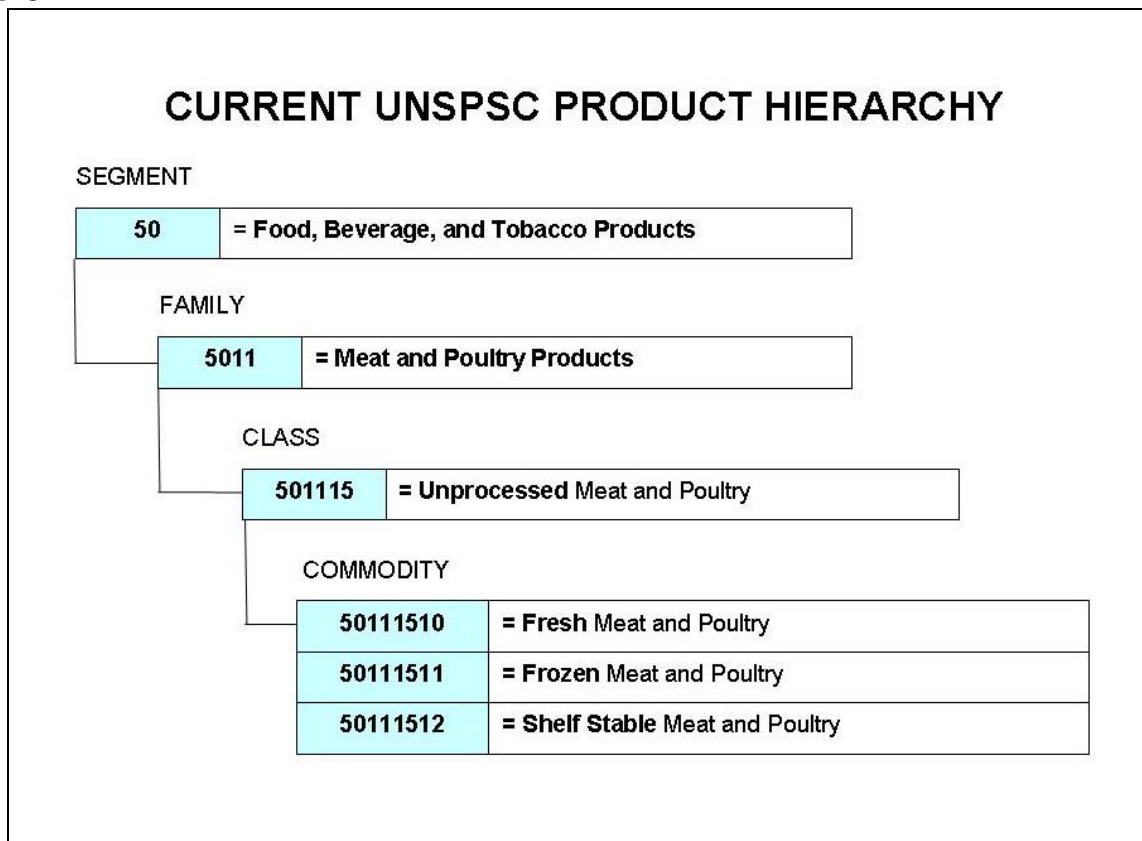 CURRENT UNSPSC PRODUCT HIERARCHY
SEGMENT
50 = Food, Beverage, and Tobacco Products
FAMILY
5011 = Meat and Poultry Products
CLASS
501115 = Unprocessed Meat and Poultry
COMMODITY
50111510 = Fresh Meat and Poultry
50111511 = Frozen Meat and Poultry
50111512 = Shelf Stable Meat and Poultry